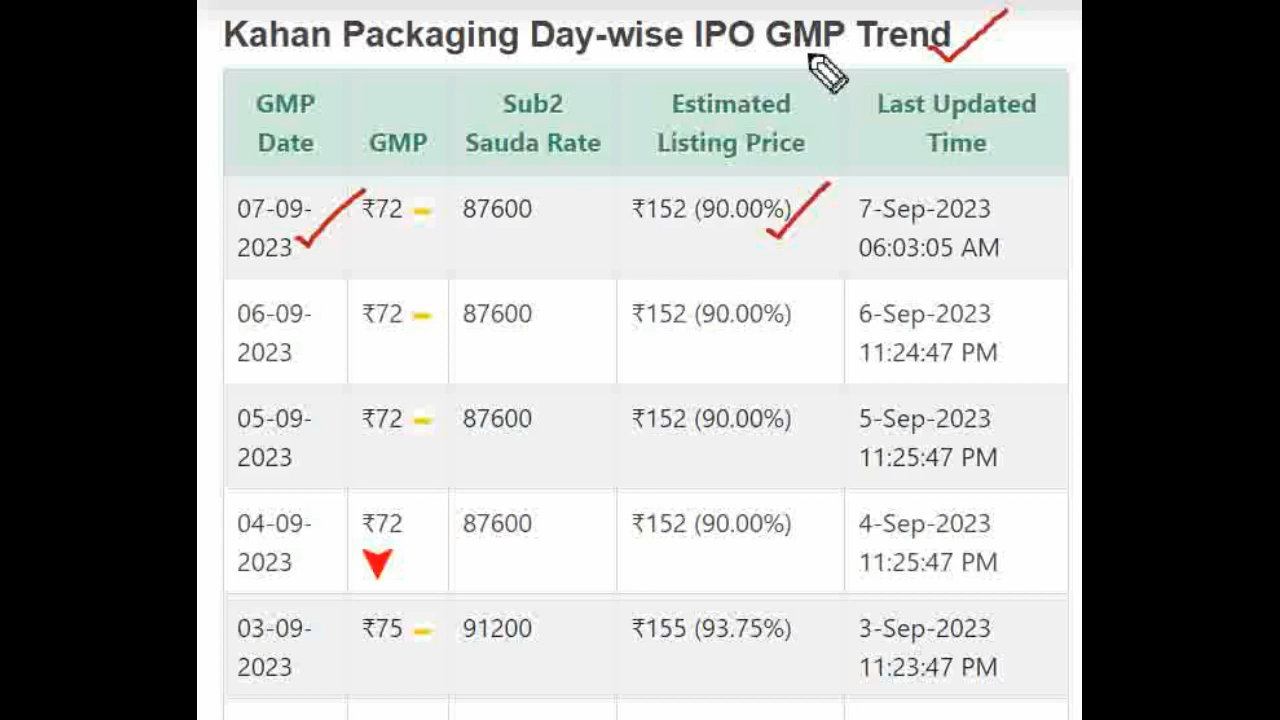 Kahan Packaging Day-wise IPO GMP Trend
GMP Date GMP Sub2 Sauda Rate Estimated Listing Price Last Updated Time
07-09-2023 ₹72 87600 ₹152 (90.00%) 7-Sep-2023 06:03:05 AM
06-09-2023 ₹72 87600 ₹152 (90.00%) 6-Sep-2023 11:24:47 PM
05-09-2023 ₹72 87600 ₹152 (90.00%) 5-Sep-2023 11:25:47 PM
04-09-2023 ₹72 87600 ₹152 (90.00%) 4-Sep-2023 11:25:47 PM
03-09-2023 ₹75 91200 ₹155 (93.75%) 3-Sep-2023 11:23:47 PM